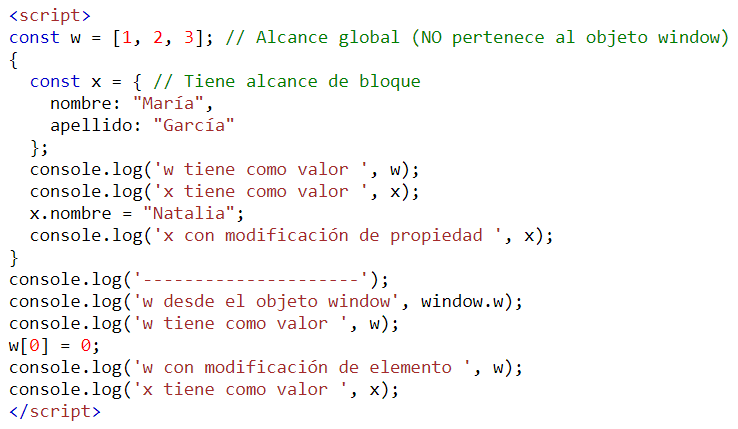 <script>
const w = [1, 2, 3]; // Alcance global (NO pertenece al objeto window)
{
  const x = { // Tiene alcance de bloque
    nombre: "María",
    apellido: "García"
  };
  console.log('w tiene como valor ', w);
  console.log('x tiene como valor ', x);
  x.nombre = "Natalia";
  console.log('x con modificación de propiedad ', x);
}
console.log('---------------------');
console.log('w desde el objeto window', window.w);
console.log('w tiene como valor ', w);
w[0] = 0;
console.log('w con modificación de elemento ', w);
console.log('x tiene como valor ', x);
</script>